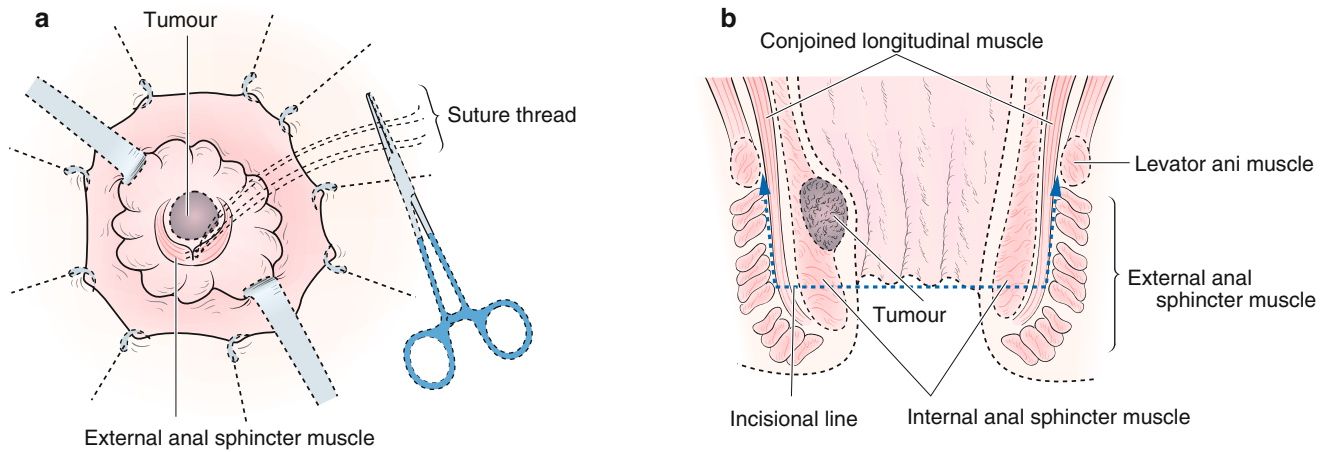 a
Tumour
Suture thread
External anal sphincter muscle
b
Conjoined longitudinal muscle
Levator ani muscle
External anal
sphincter muscle
Tumour
Incisional line
Internal anal sphincter muscle